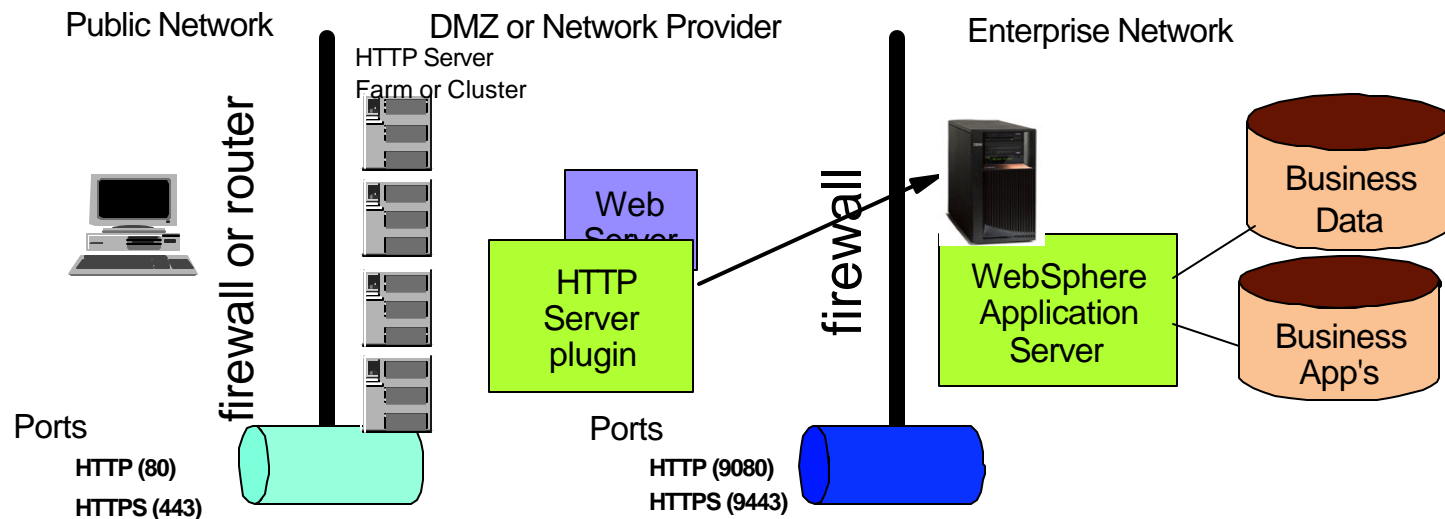 Public Network
DMZ or Network Provider
Enterprise Network
HTTP Server
Farm or Cluster
firewall or router
Web
Server
HTTP
Server
plugin
firewall
WebSphere
Application
Server
Business
Data
Business
App's
Ports
HTTP (80)
HTTPS (443)
Ports
HTTP (9080)
HTTPS (9443)